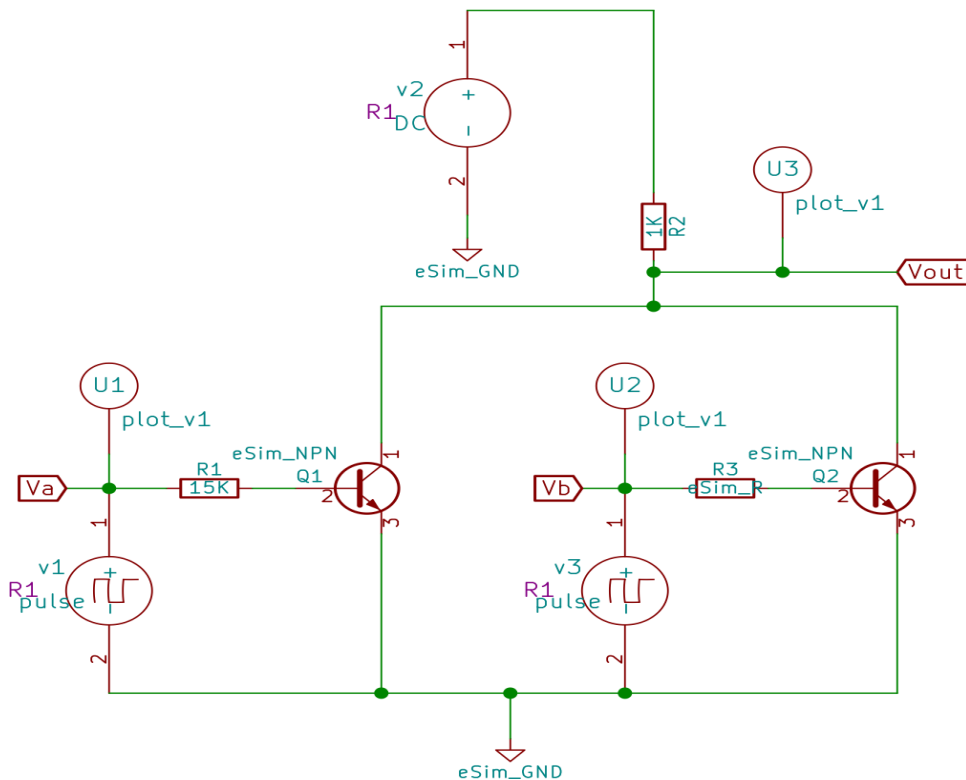 1
v2
R1
DC
+
-
2
eSim_GND
U3
plot_v1
1K
R2
Vout
U1
plot_v1
U2
plot_v1
eSim_NPN
Q1
1
2
3
R1
15K
Va
eSim_NPN
Q2
1
2
3
R3
eSim_R
Vb
1
v1
R1
pulse
+
-
2
1
v3
R1
pulse
+
-
2
eSim_GND